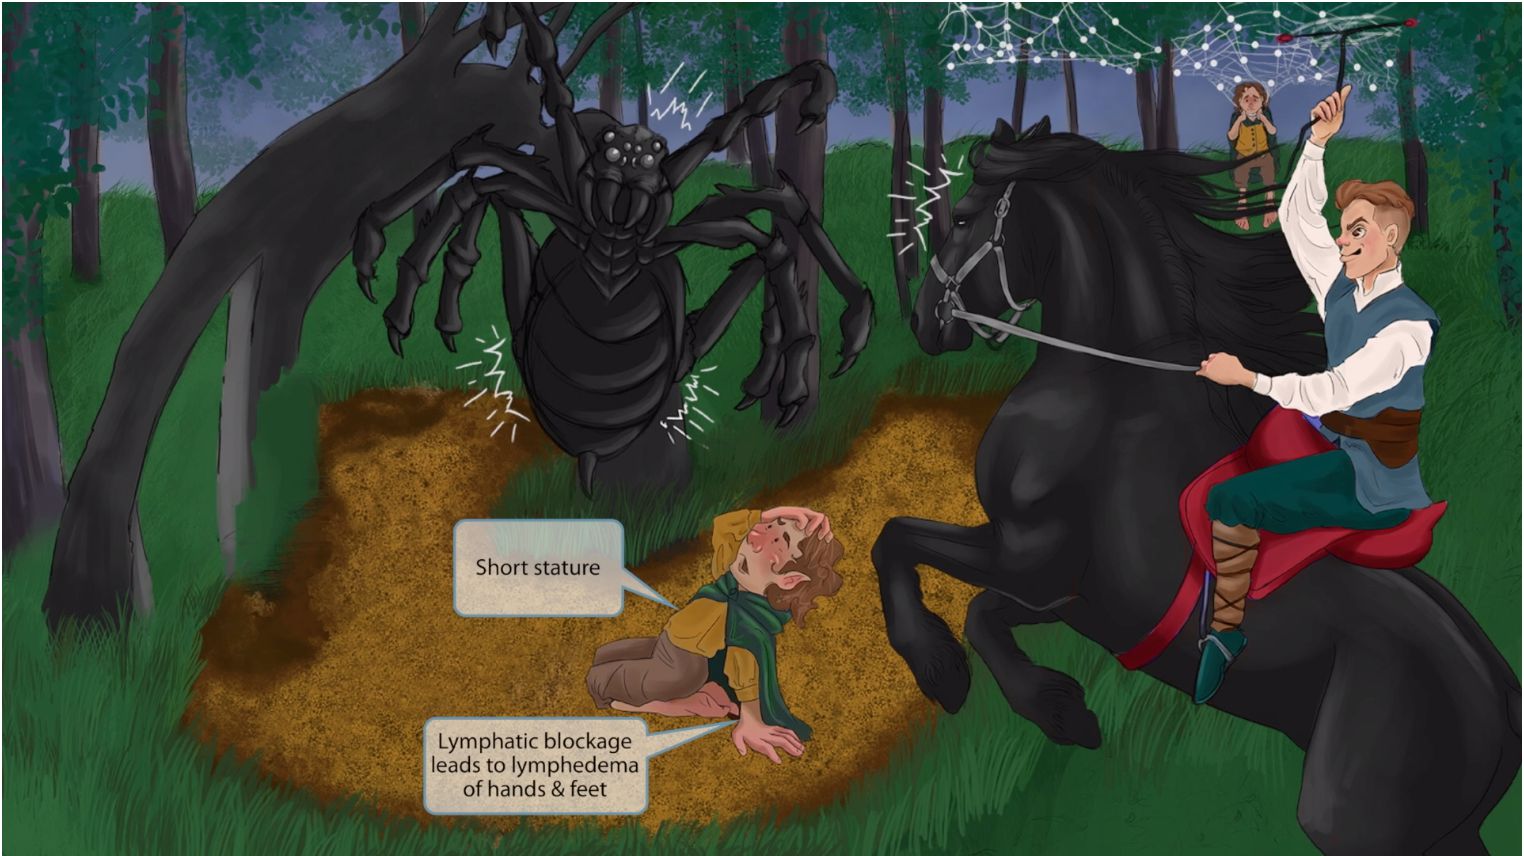 Short stature
Lymphatic blockage
leads to lymphedema
of hands & feet